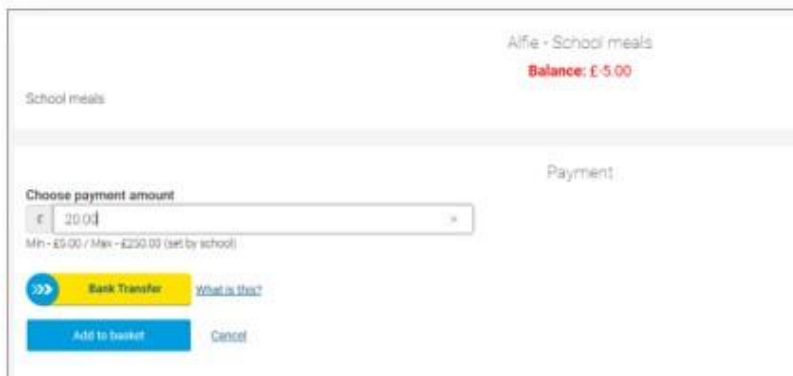 Alfie - School meals
Balance: £-5.00
School meals
Payment
Choose payment amount
£ 20.00 ×
Min - £5.00 / Max - £250.00 (set by school)
Bank Transfer What is this?
Add to basket Cancel